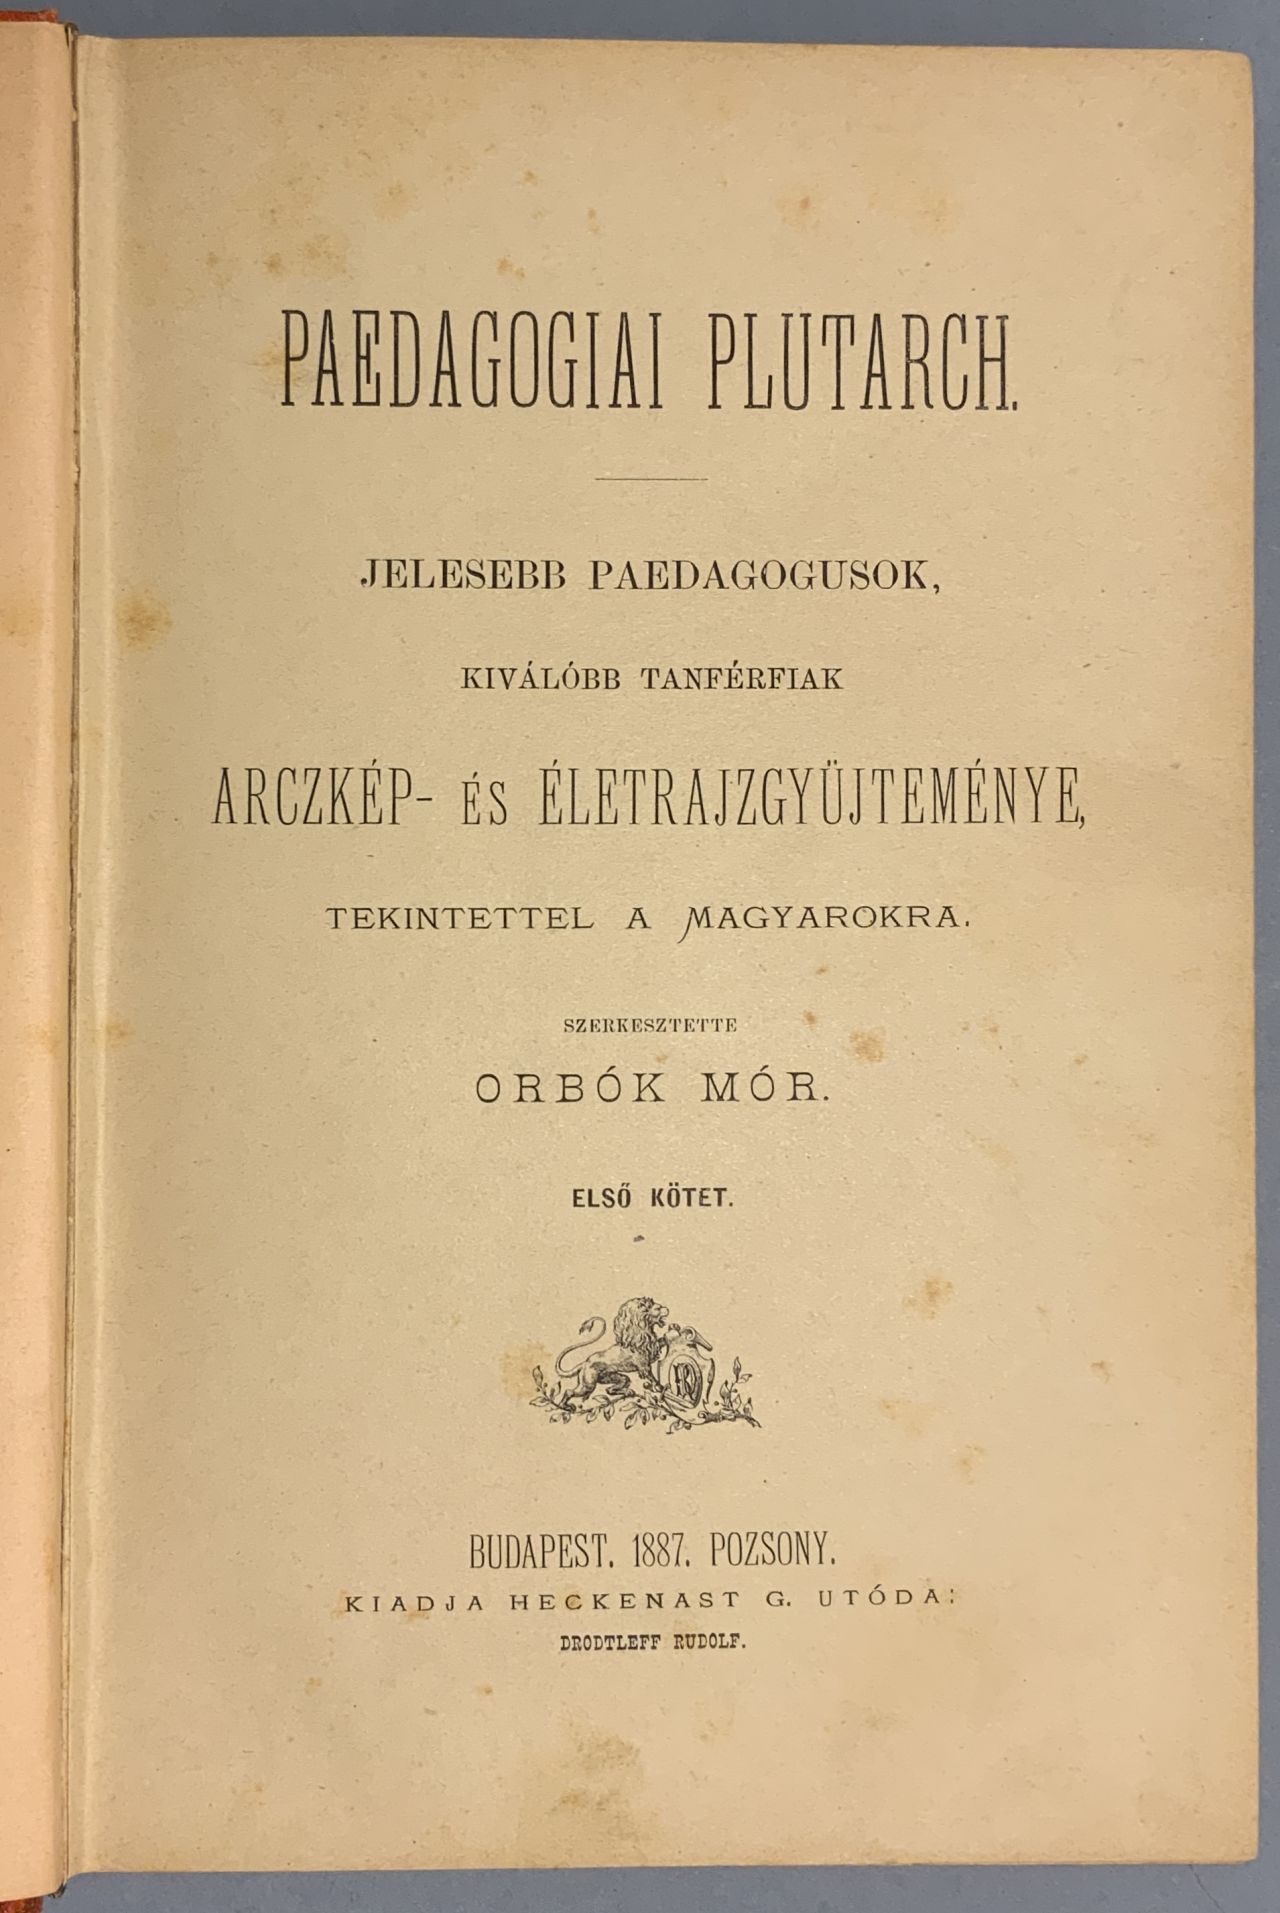 PAEDAGOGIAI PLUTARCH.
JELESEBB PAEDAGOGUSOK,
KIVÁLÓBB TANFÉRFIAK
ARCZKÉP- ÉS ÉLETRAJZGYÜJTEMÉNYE,
TEKINTETTEL A MAGYAROKRA.
SZERKESZTETTE
ORBÓK MÓR.
ELSŐ KÖTET.
BUDAPEST. 1887. POZSONY.
KIADJA HECKENAST G. UTÓDA:
DRODTLEFF RUDOLF.